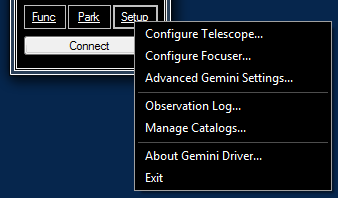 Func Park Setup
Connect
Configure Telescope...
Configure Focuser...
Advanced Gemini Settings...
Observation Log...
Manage Catalogs...
About Gemini Driver...
Exit